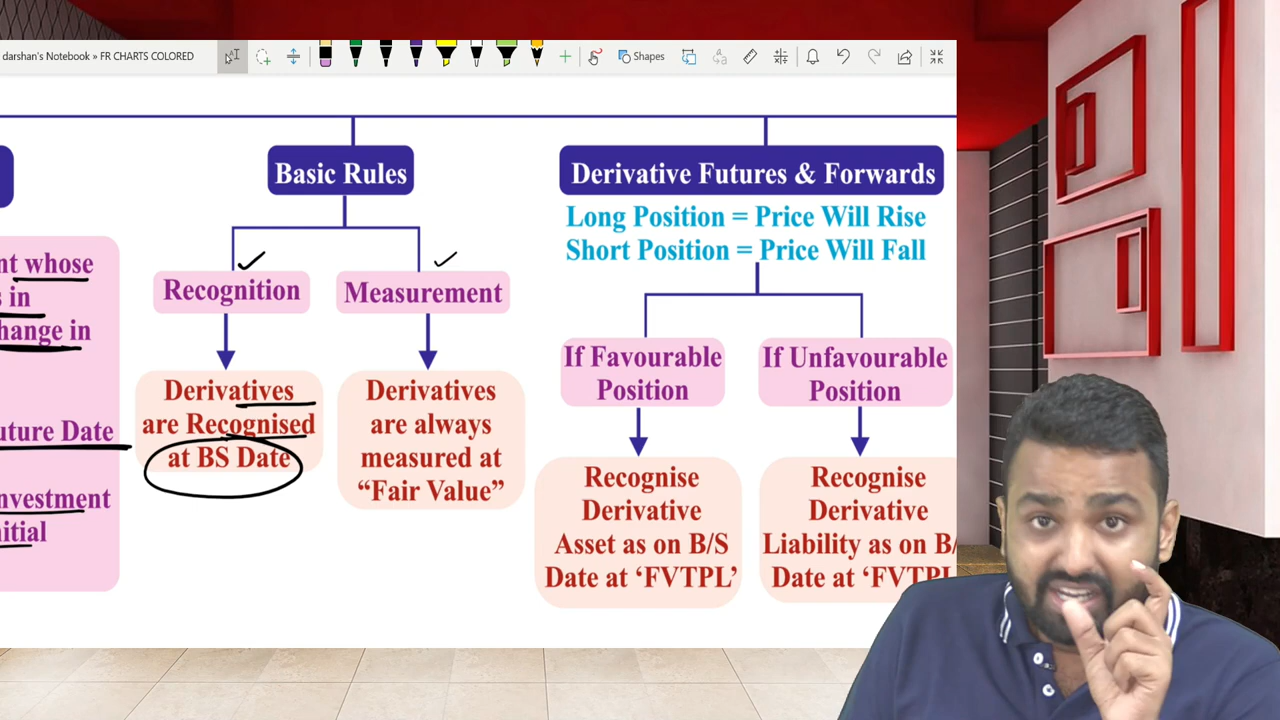 darshan's Notebook » FR CHARTS COLORED
Shapes
Basic Rules
Derivative Futures & Forwards
Long Position = Price Will Rise
Short Position = Price Will Fall
nt whose
s in
hange in
uture Date
nvestment
itial
Recognition
Measurement
Derivatives
are Recognised
at BS Date
Derivatives
are always
measured at
“Fair Value”
If Favourable
Position
If Unfavourable
Position
Recognise
Derivative
Asset as on B/S
Date at ‘FVTPL’
Recognise
Derivative
Liability as on B/
Date at ‘FVTPL